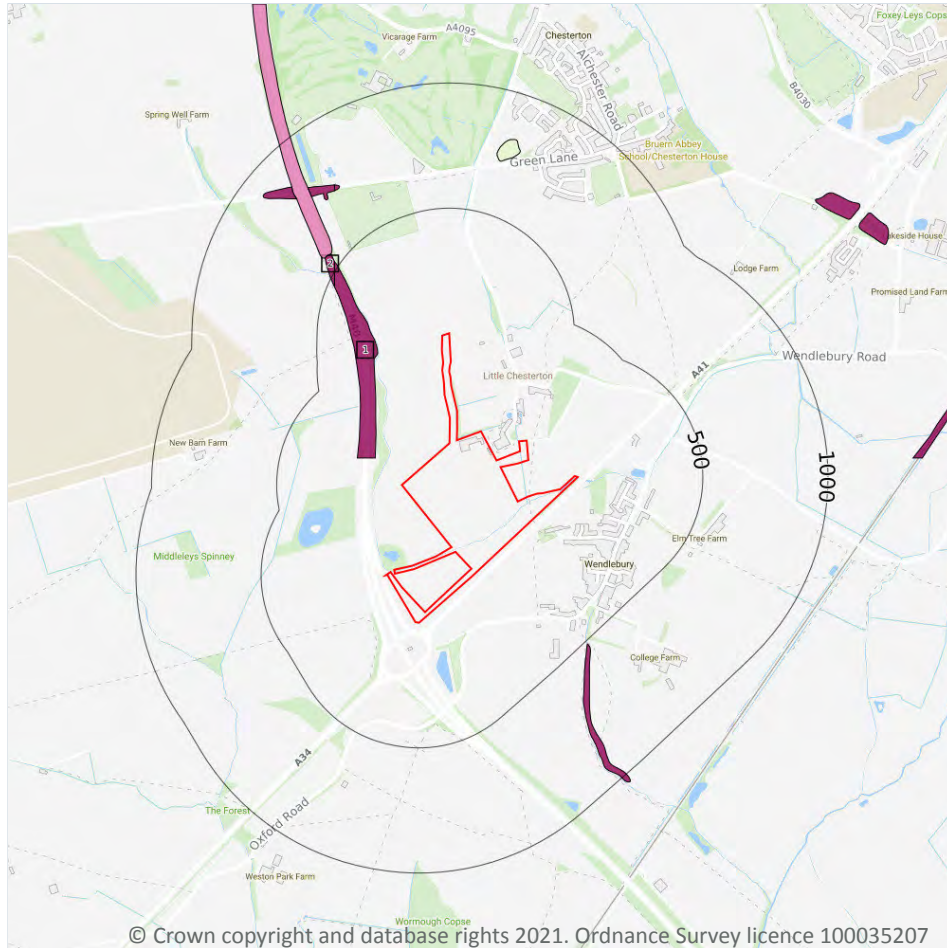 Foxey Leys Cops
A4095
Vicarage Farm
Chesterton
Alchester Road
B4030
Spring Well Farm
Bruern Abbey
School/Chesterton House
Green Lane
Lakeside House
2
Lodge Farm
Promised Land Farm
M40
1
Wendlebury Road
A41
Little Chesterton
New Barn Farm
500
1000
Middleleys Spinney
Elm Tree Farm
Wendlebury
College Farm
A34
The Forest
Oxford Road
Weston Park Farm
Wormough Copse
© Crown copyright and database rights 2021. Ordnance Survey licence 100035207